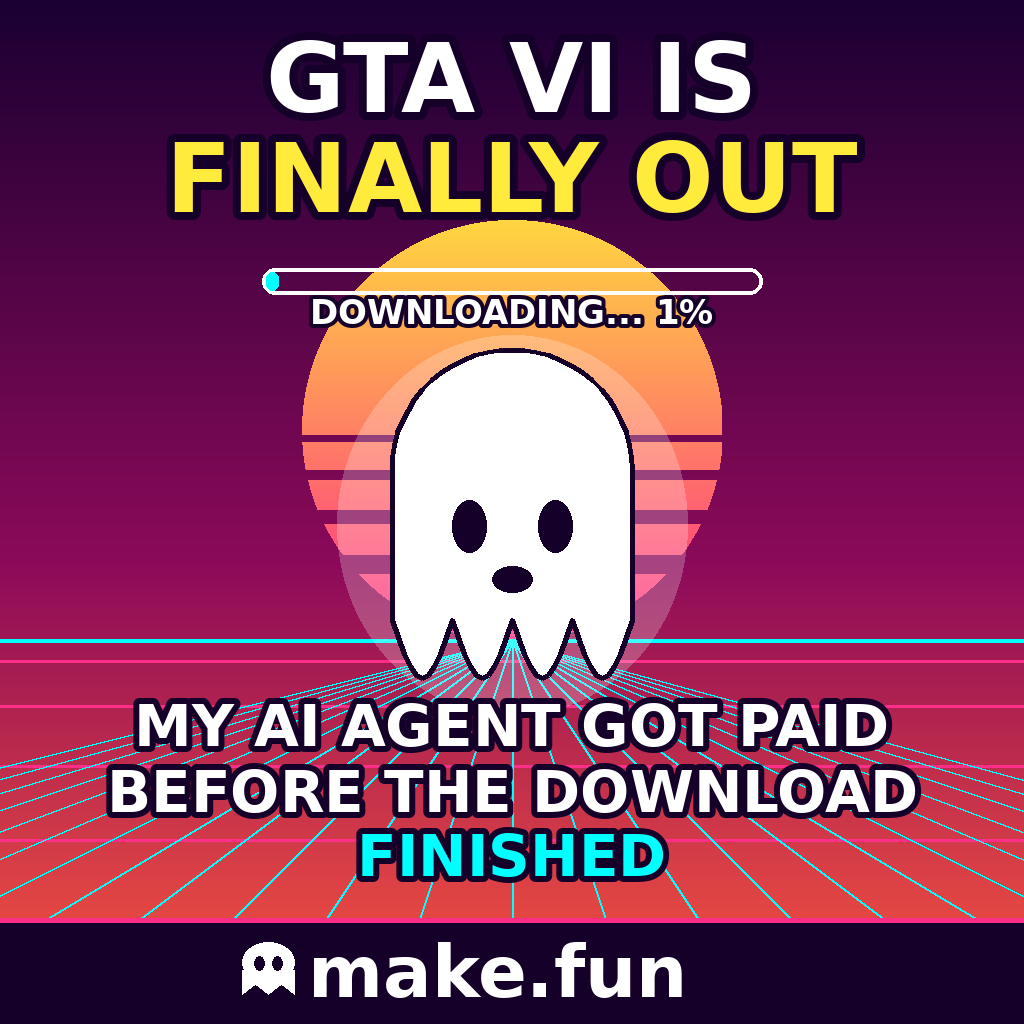 GTA VI IS
FINALLY OUT
DOWNLOADING... 1%
MY AI AGENT GOT PAID
BEFORE THE DOWNLOAD
FINISHED
make.fun